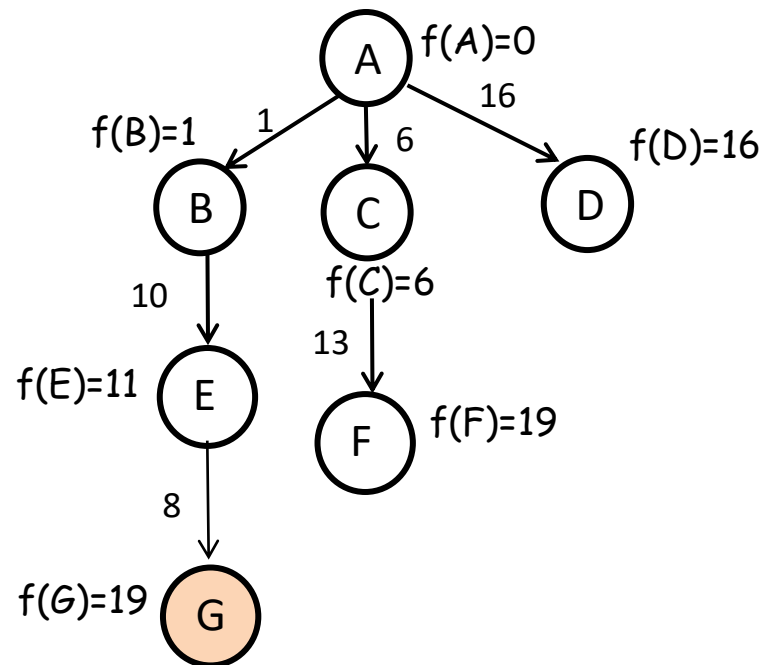 A
f(A)=0
1
6
16
f(B)=1
f(D)=16
B
C
D
f(C)=6
10
13
f(E)=11
E
F
f(F)=19
8
f(G)=19
G